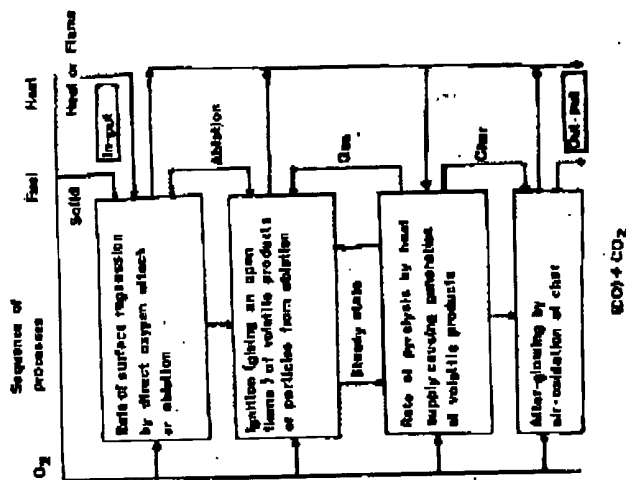 O2
Sequence of
processes
Fuel
Heat
Solid
Heat or Flame
In-put
Rate of surface regression
by direct oxygen attack
or ablation
Ablation
Ignition (giving an open
flame) of volatile products
or particles from ablation
Gas
Steady state
Rate of pyrolysis by heat
supply causing generation
of volatile products
Char
After-glowing by
air-oxidation of char
Out-put
(CO)+CO2